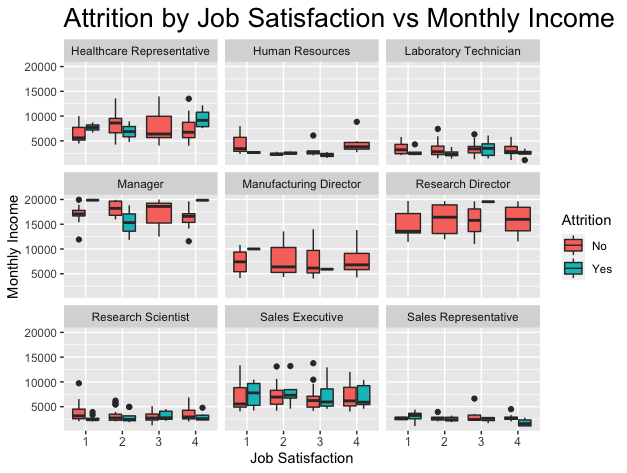 Attrition by Job Satisfaction vs Monthly Income
Healthcare Representative
Human Resources
Laboratory Technician
20000
15000
10000
5000
Manager
Manufacturing Director
Research Director
20000
15000
10000
5000
Research Scientist
Sales Executive
Sales Representative
20000
15000
10000
5000
1 2 3 4
1 2 3 4
1 2 3 4
Monthly Income
Job Satisfaction
Attrition
No
Yes